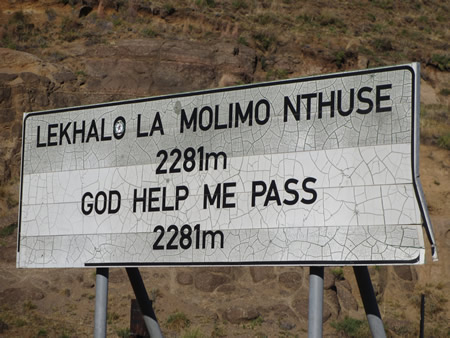 LEKHALO LA MOLIMO NTHUSE
2281m
GOD HELP ME PASS
2281m